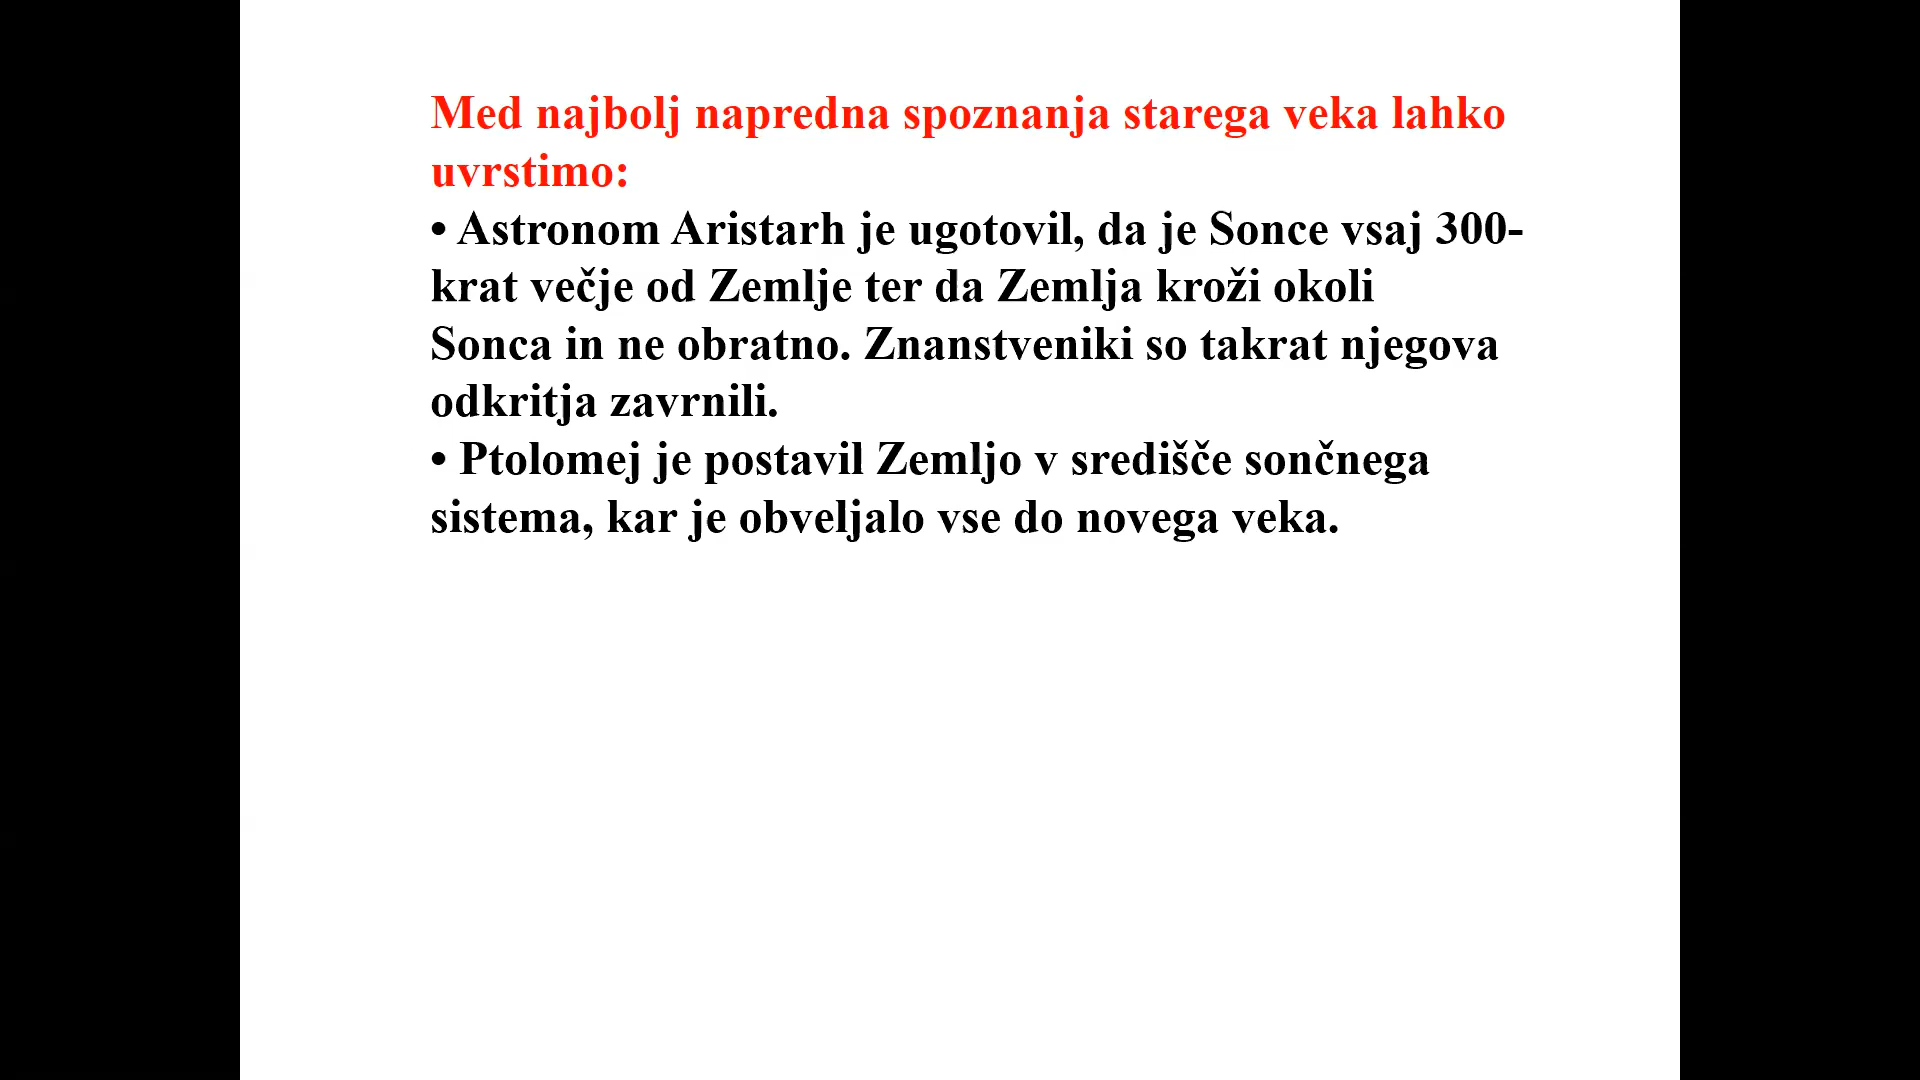 Med najbolj napredna spoznanja starega veka lahko
uvrstimo:
• Astronom Aristarh je ugotovil, da je Sonce vsaj 300-
krat večje od Zemlje ter da Zemlja kroži okoli
Sonca in ne obratno. Znanstveniki so takrat njegova
odkritja zavrnili.
• Ptolomej je postavil Zemljo v središče sončnega
sistema, kar je obveljalo vse do novega veka.